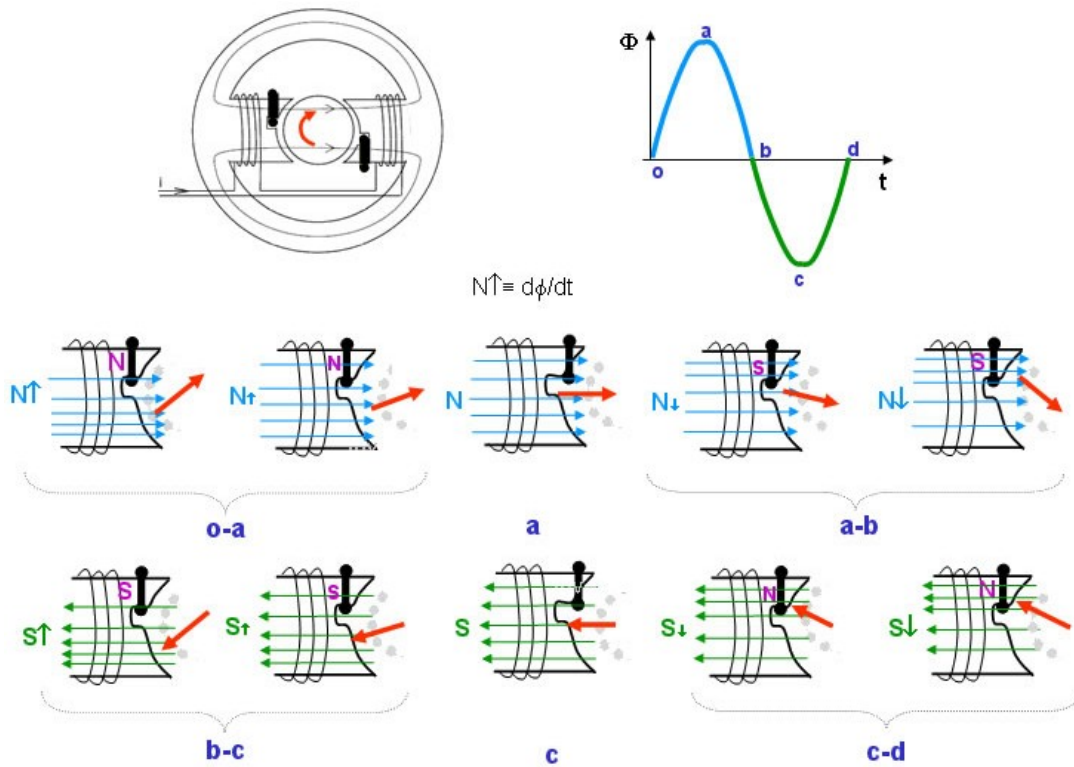 i
Φ
a
b
d
o
t
c
N↑≡ dϕ/dt
N N N S S
N↑ N↑ N N↓ N↓
o-a a a-b
S S N N
S↑ S↑ S S↓ S↓
b-c c c-d